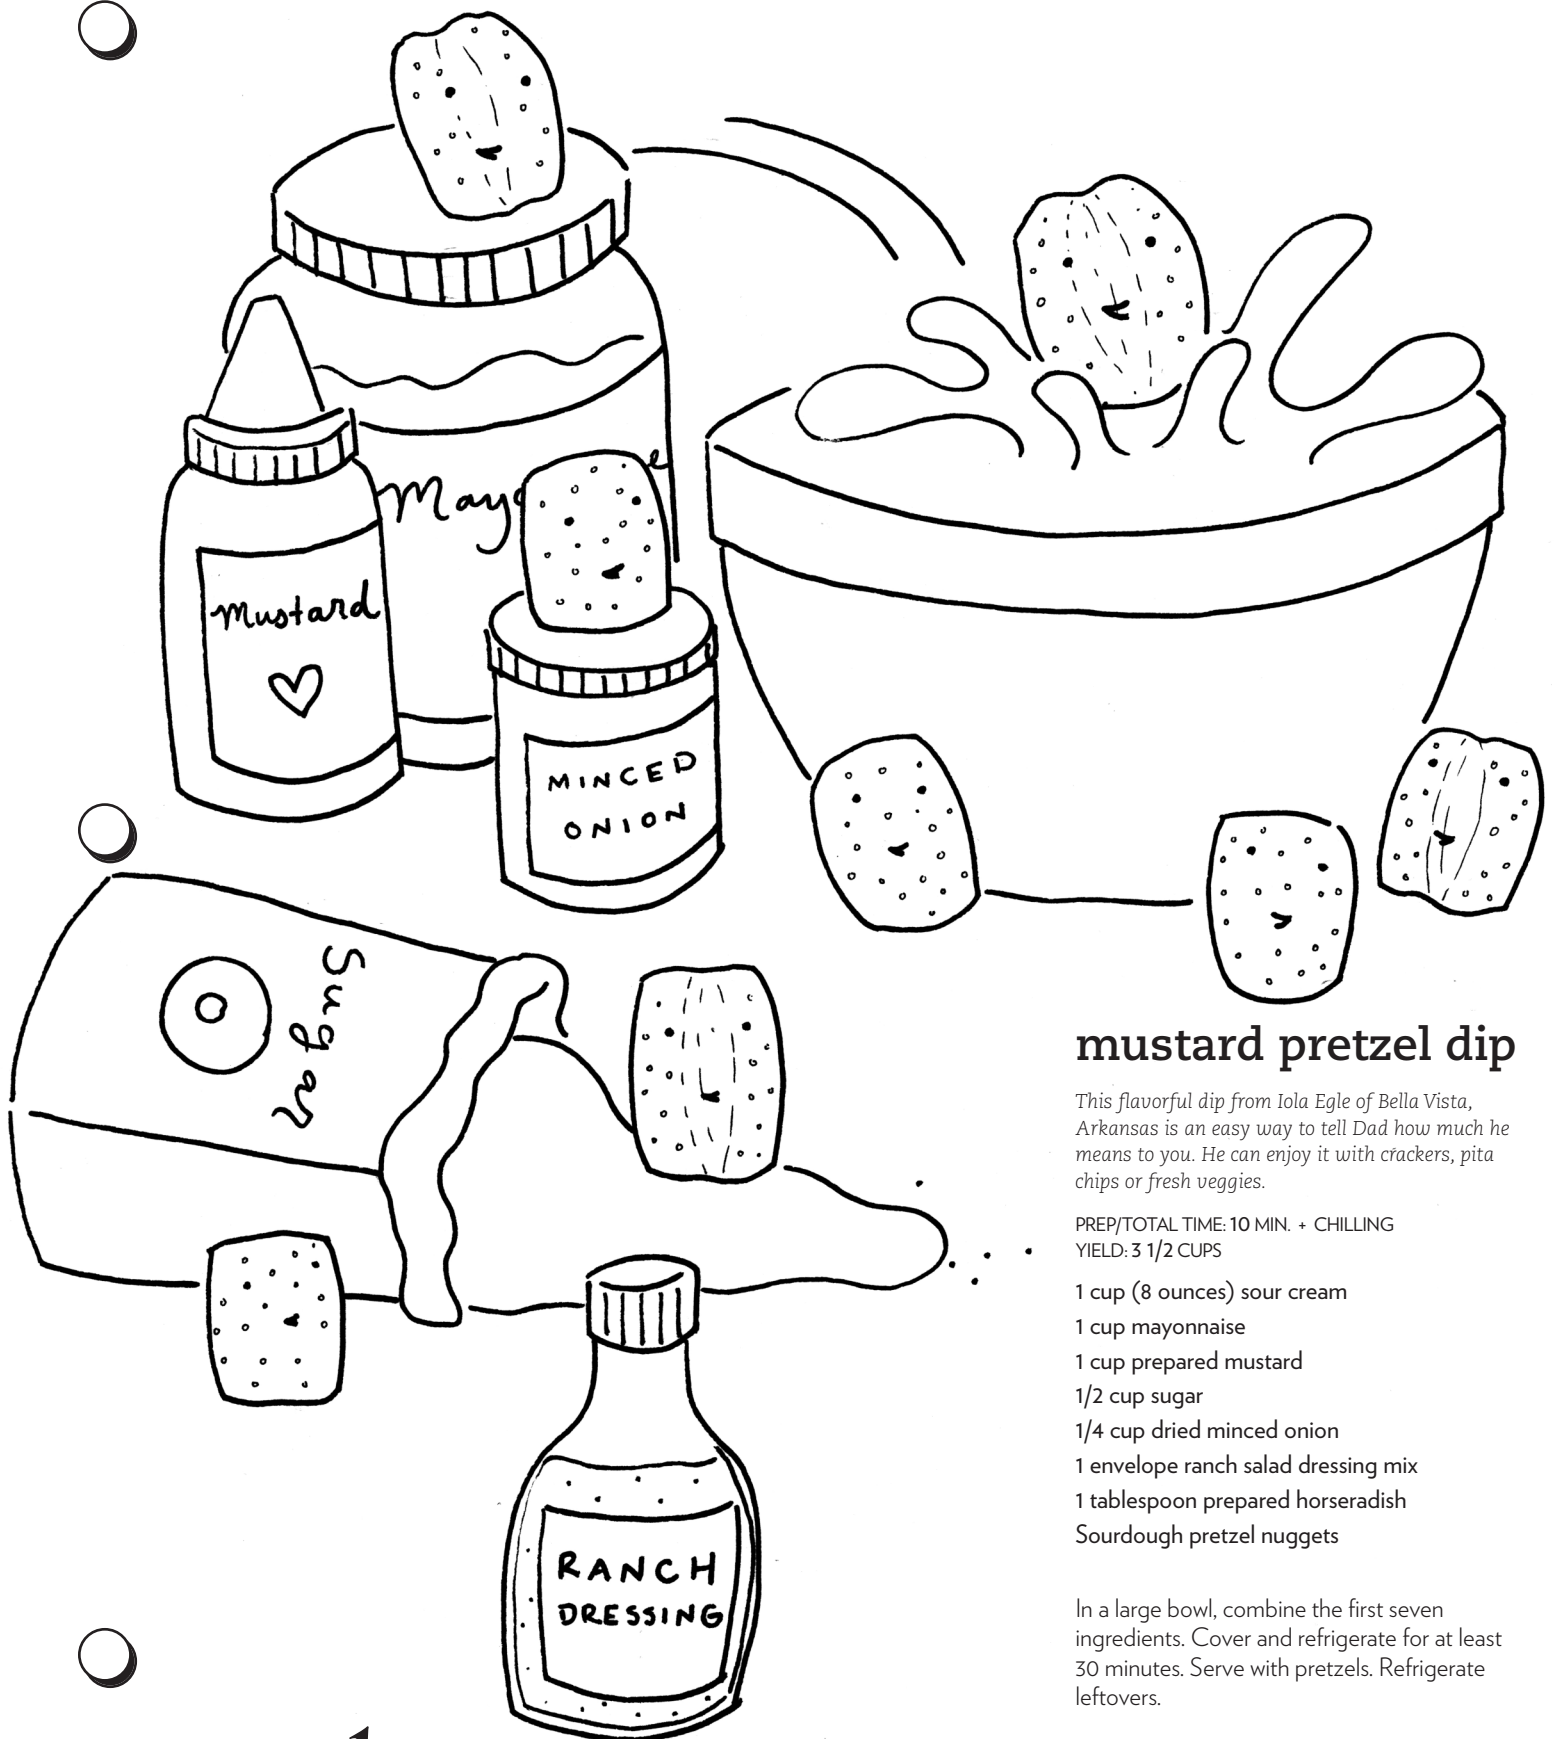 Mustard
MINCED
ONION
Sugar
RANCH
DRESSING
mustard pretzel dip
This flavorful dip from Iola Egle of Bella Vista,
Arkansas is an easy way to tell Dad how much he
means to you. He can enjoy it with crackers, pita
chips or fresh veggies.
PREP/TOTAL TIME: 10 MIN. + CHILLING
YIELD: 3 1/2 CUPS
1 cup (8 ounces) sour cream
1 cup mayonnaise
1 cup prepared mustard
1/2 cup sugar
1/4 cup dried minced onion
1 envelope ranch salad dressing mix
1 tablespoon prepared horseradish
Sourdough pretzel nuggets
In a large bowl, combine the first seven
ingredients. Cover and refrigerate for at least
30 minutes. Serve with pretzels. Refrigerate
leftovers.